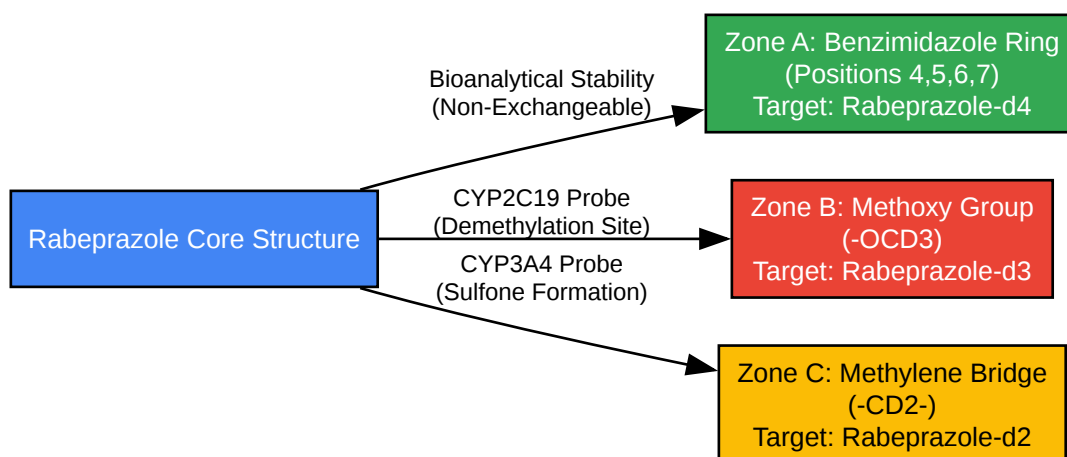 Rabeprazole Core Structure
Bioanalytical Stability
(Non-Exchangeable)
Zone A: Benzimidazole Ring
(Positions 4,5,6,7)
Target: Rabeprazole-d4
CYP2C19 Probe
(Demethylation Site)
Zone B: Methoxy Group
(-OCD3)
Target: Rabeprazole-d3
CYP3A4 Probe
(Sulfone Formation)
Zone C: Methylene Bridge
(-CD2-)
Target: Rabeprazole-d2